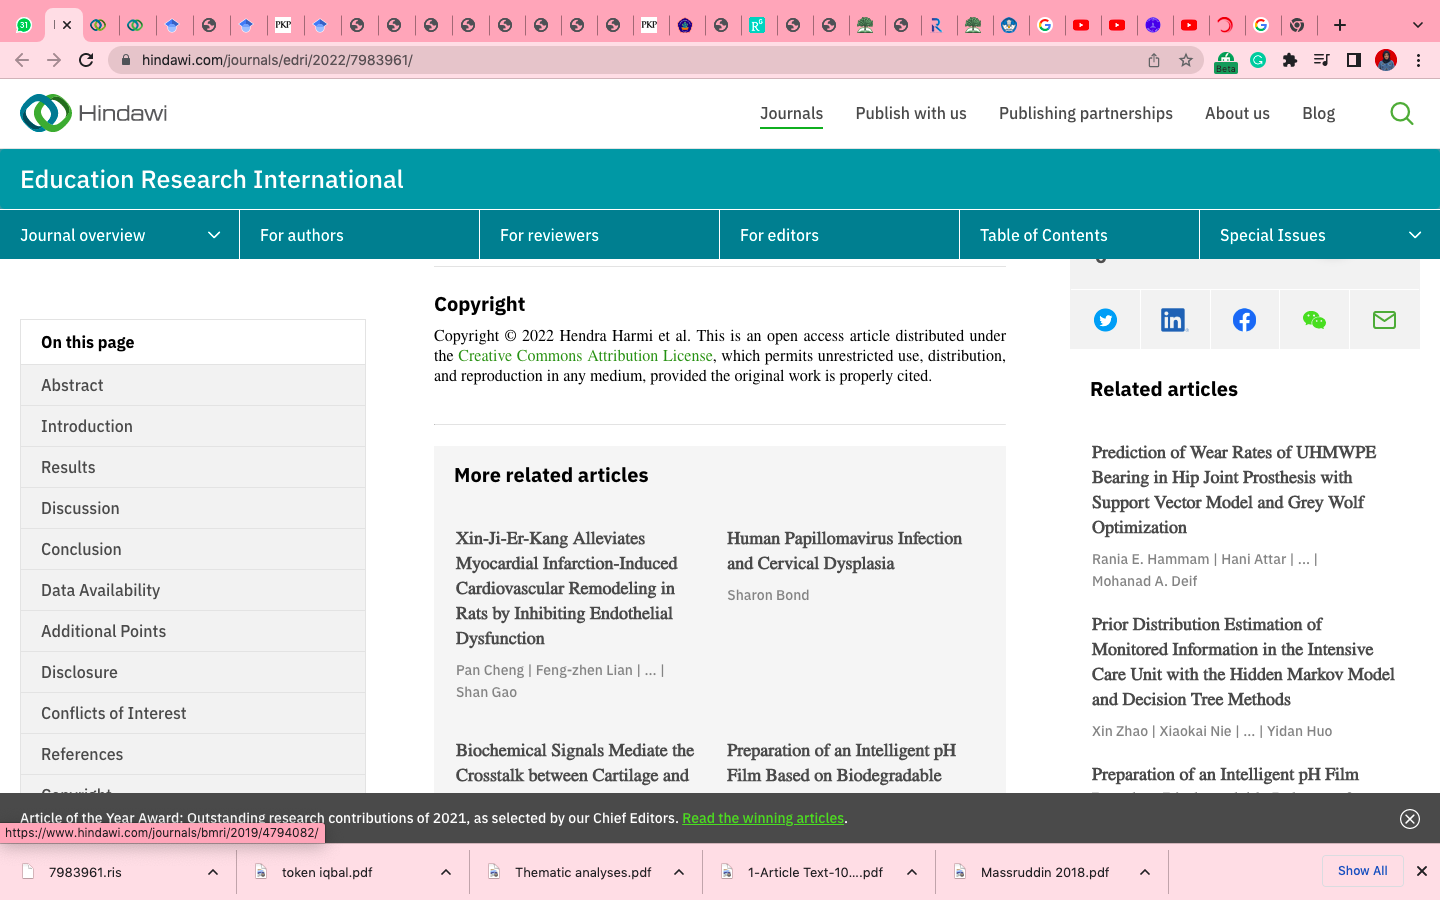 31
PKP
PKP
hindawi.com/journals/edri/2022/7983961/
Beta
Hindawi
Journals
Publish with us
Publishing partnerships
About us
Blog
Education Research International
Journal overview
For authors
For reviewers
For editors
Table of Contents
Special Issues
On this page
Abstract
Introduction
Results
Discussion
Conclusion
Data Availability
Additional Points
Disclosure
Conflicts of Interest
References
Copyright
Copyright
Copyright © 2022 Hendra Harmi et al. This is an open access article distributed under
the Creative Commons Attribution License, which permits unrestricted use, distribution,
and reproduction in any medium, provided the original work is properly cited.
More related articles
Xin-Ji-Er-Kang Alleviates
Myocardial Infarction-Induced
Cardiovascular Remodeling in
Rats by Inhibiting Endothelial
Dysfunction
Pan Cheng | Feng-zhen Lian | ... |
Shan Gao
Human Papillomavirus Infection
and Cervical Dysplasia
Sharon Bond
Biochemical Signals Mediate the
Crosstalk between Cartilage and
Preparation of an Intelligent pH
Film Based on Biodegradable
Related articles
Prediction of Wear Rates of UHMWPE
Bearing in Hip Joint Prosthesis with
Support Vector Model and Grey Wolf
Optimization
Rania E. Hammam | Hani Attar | ... |
Mohanad A. Deif
Prior Distribution Estimation of
Monitored Information in the Intensive
Care Unit with the Hidden Markov Model
and Decision Tree Methods
Xin Zhao | Xiaokai Nie | ... | Yidan Huo
Preparation of an Intelligent pH Film
Article of the Year Award: Outstanding research contributions of 2021, as selected by our Chief Editors. Read the winning articles.
https://www.hindawi.com/journals/bmri/2019/4794082/
7983961.ris
token iqbal.pdf
Thematic analyses.pdf
1-Article Text-10....pdf
Massruddin 2018.pdf
Show All